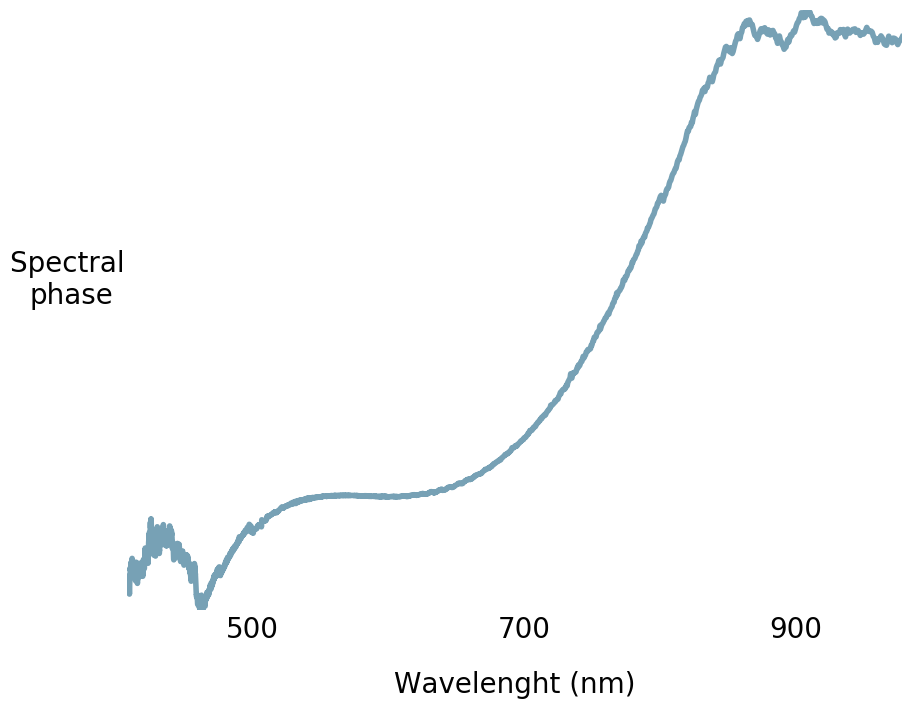 Spectral
phase
500 700 900
Wavelenght (nm)